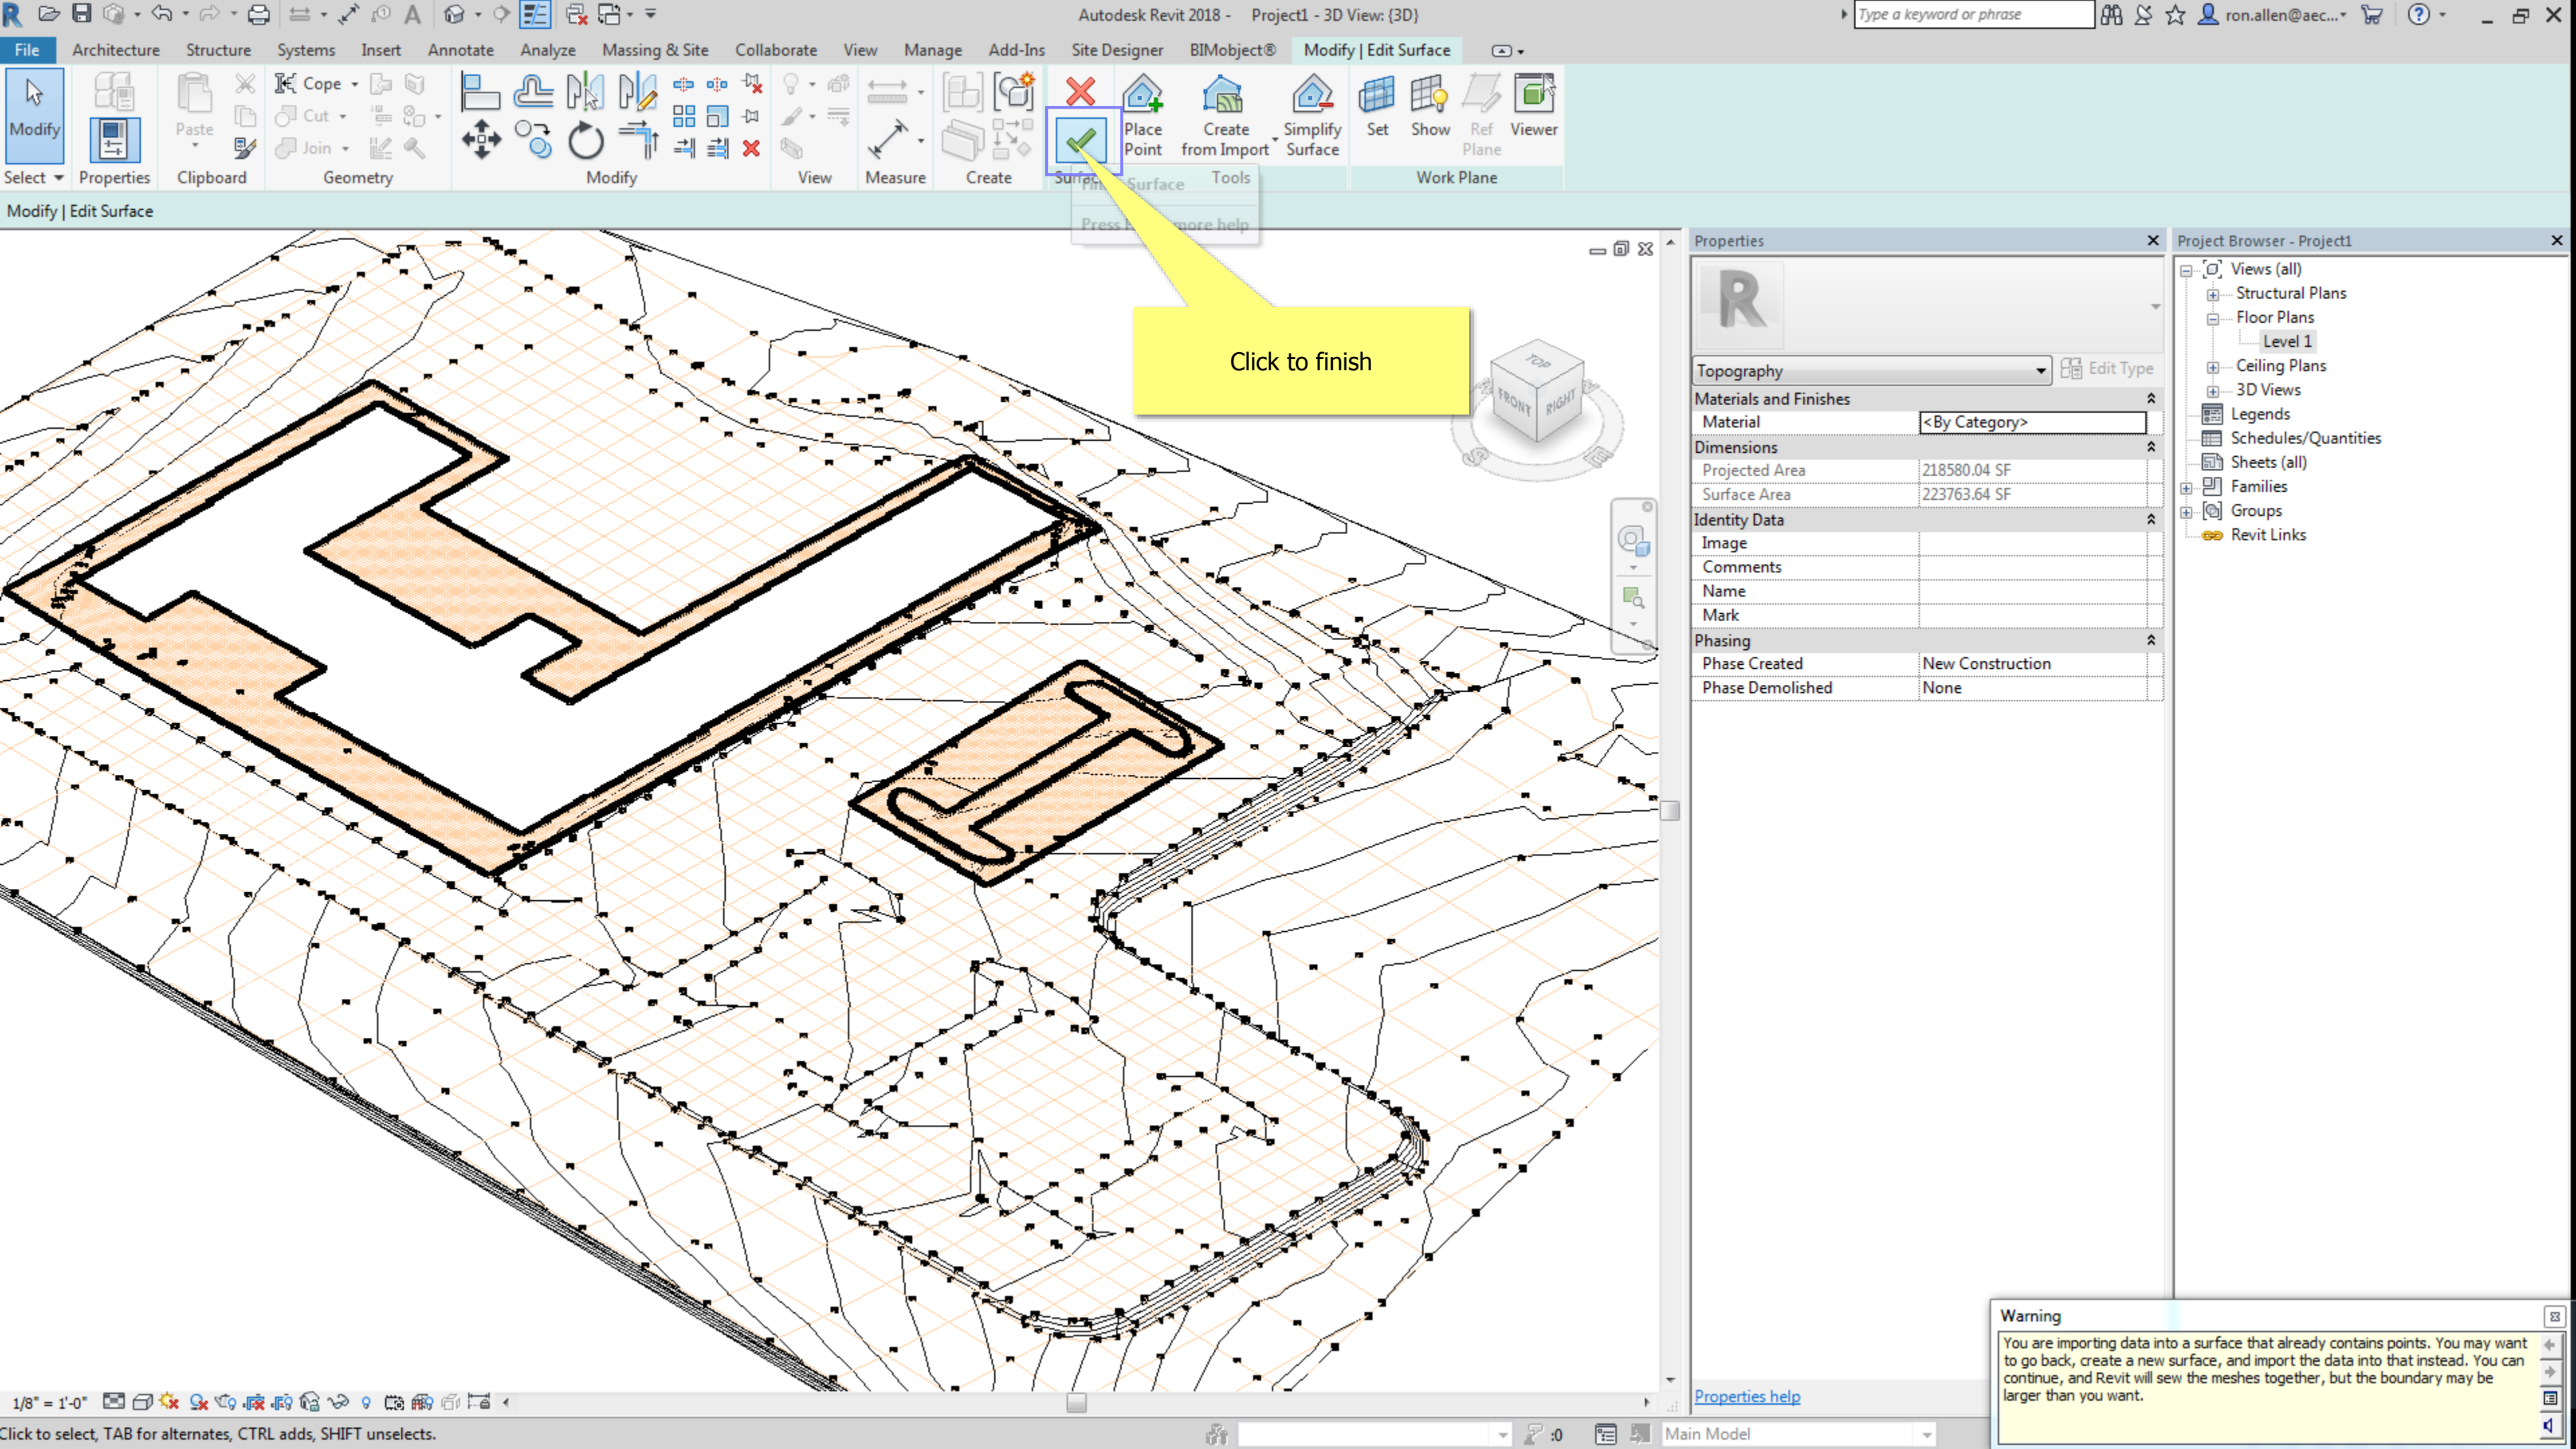 Autodesk Revit 2018 - Project1 - 3D View: {3D}
Type a keyword or phrase
ron.allen@aec...
File Architecture Structure Systems Insert Annotate Analyze Massing & Site Collaborate View Manage Add-Ins Site Designer BIMobject® Modify | Edit Surface
Modify
Paste
Cope
Cut
Join
Place Point
Create from Import
Simplify Surface
Set
Show
Ref Plane
Viewer
Select Properties Clipboard Geometry Modify View Measure Create Tools Work Plane
Surface
Press more help
Modify | Edit Surface
Click to finish
TOP
FRONT
RIGHT
S
E
Properties
R
Topography
Edit Type
Materials and Finishes
Material <By Category>
Dimensions
Projected Area 218580.04 SF
Surface Area 223763.64 SF
Identity Data
Image
Comments
Name
Mark
Phasing
Phase Created New Construction
Phase Demolished None
Properties help
Project Browser - Project1
Views (all)
Structural Plans
Floor Plans
Level 1
Ceiling Plans
3D Views
Legends
Schedules/Quantities
Sheets (all)
Families
Groups
Revit Links
Warning
You are importing data into a surface that already contains points. You may want
to go back, create a new surface, and import the data into that instead. You can
continue, and Revit will sew the meshes together, but the boundary may be
larger than you want.
1/8" = 1'-0"
Click to select, TAB for alternates, CTRL adds, SHIFT unselects.
:0
Main Model